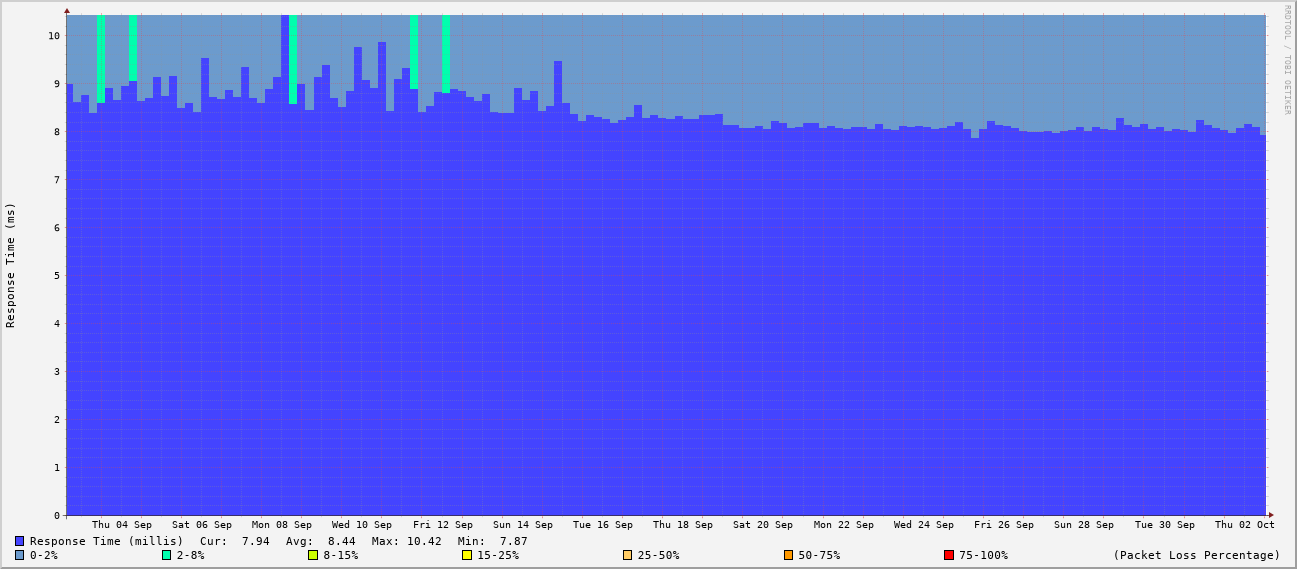 RRDTOOL / TOBI OETIKER
Response Time (ms)
10
9
8
7
6
5
4
3
2
1
0
Thu 04 Sep Sat 06 Sep Mon 08 Sep Wed 10 Sep Fri 12 Sep Sun 14 Sep Tue 16 Sep Thu 18 Sep Sat 20 Sep Mon 22 Sep Wed 24 Sep Fri 26 Sep Sun 28 Sep Tue 30 Sep Thu 02 Oct
Response Time (millis) Cur: 7.94 Avg: 8.44 Max: 10.42 Min: 7.87
0-2% 2-8% 8-15% 15-25% 25-50% 50-75% 75-100% (Packet Loss Percentage)